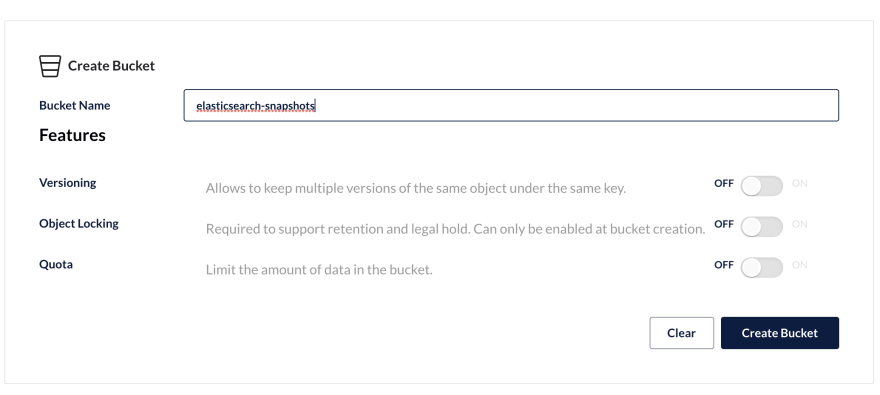 Create Bucket
Bucket Name elasticsearch-snapshots
Features
Versioning Allows to keep multiple versions of the same object under the same key. OFF ON
Object Locking Required to support retention and legal hold. Can only be enabled at bucket creation. OFF ON
Quota Limit the amount of data in the bucket. OFF ON
Clear Create Bucket